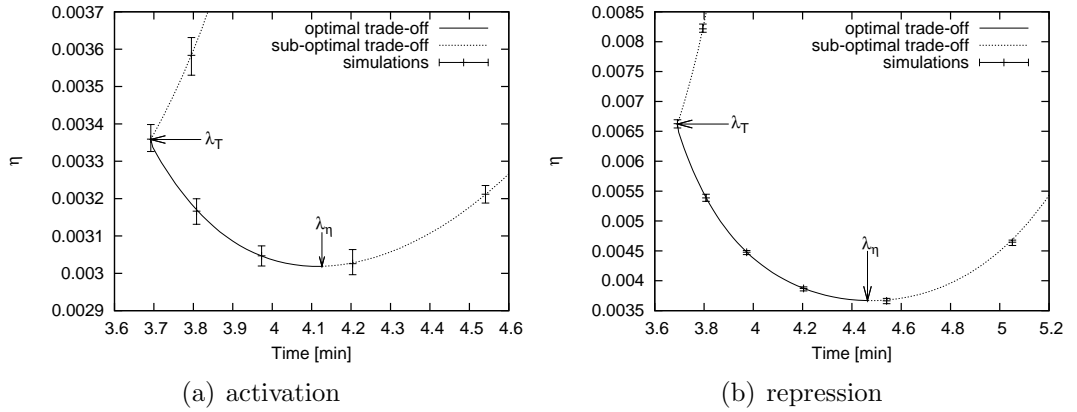 0.0037
0.0036
0.0035
0.0034
0.0033
0.0032
0.0031
0.003
0.0029
η
optimal trade-off
sub-optimal trade-off
simulations
λT
λη
3.6 3.7 3.8 3.9 4 4.1 4.2 4.3 4.4 4.5 4.6
Time [min]
(a) activation
0.0085
0.008
0.0075
0.007
0.0065
0.006
0.0055
0.005
0.0045
0.004
0.0035
η
optimal trade-off
sub-optimal trade-off
simulations
λT
λη
3.6 3.8 4 4.2 4.4 4.6 4.8 5 5.2
Time [min]
(b) repression